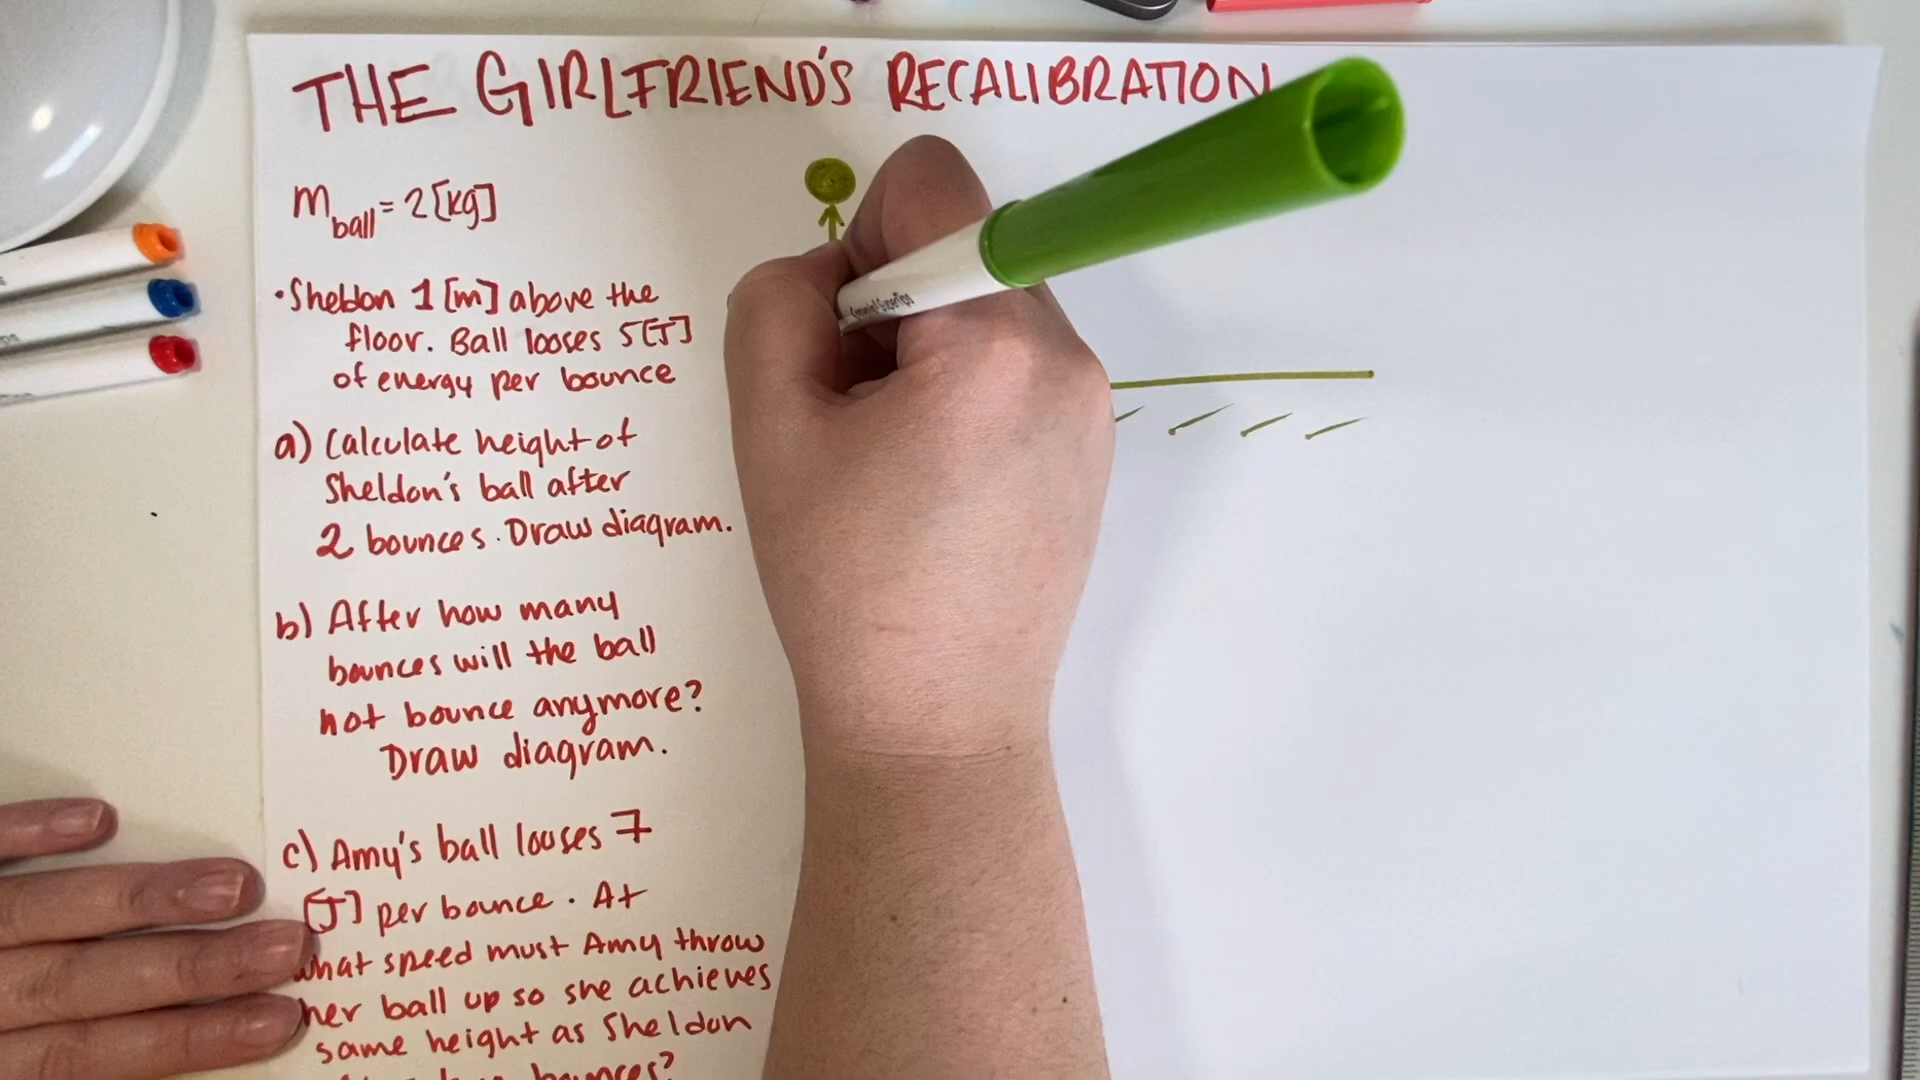 THE GIRLFRIEND'S RECALIBRATION
m ball = 2 [kg]
• Sheldon 1 [m] above the
floor. Ball looses 5 [J]
of energy per bounce
a) Calculate height of
Sheldon's ball after
2 bounces. Draw diagram.
b) After how many
bounces will the ball
not bounce anymore?
Draw diagram.
c) Amy's ball looses 7
[J] per bounce. At
what speed must Amy throw
her ball up so she achieves
same height as Sheldon
bounces?